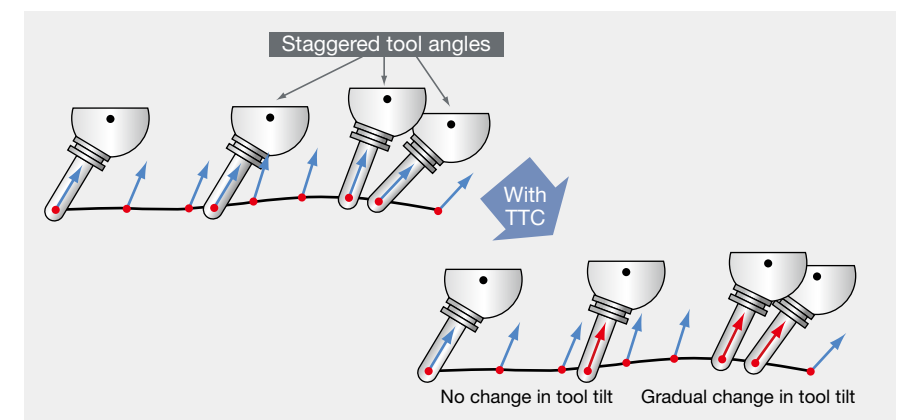 Staggered tool angles
With
TTC
No change in tool tilt
Gradual change in tool tilt